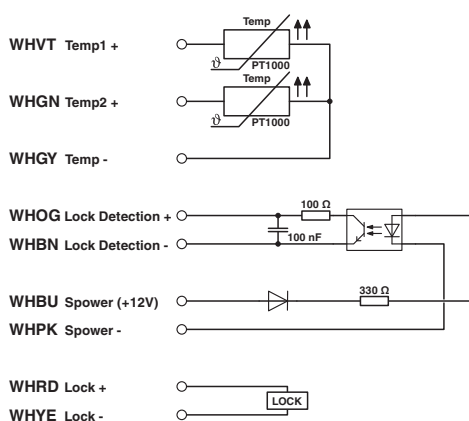 Temp
WHVT Temp1 +
ϑ PT1000
Temp
WHGN Temp2 +
ϑ PT1000
WHGY Temp -
100 Ω
WHOG Lock Detection +
100 nF
WHBN Lock Detection -
330 Ω
WHBU Spower (+12V)
WHPK Spower -
WHRD Lock +
LOCK
WHYE Lock -